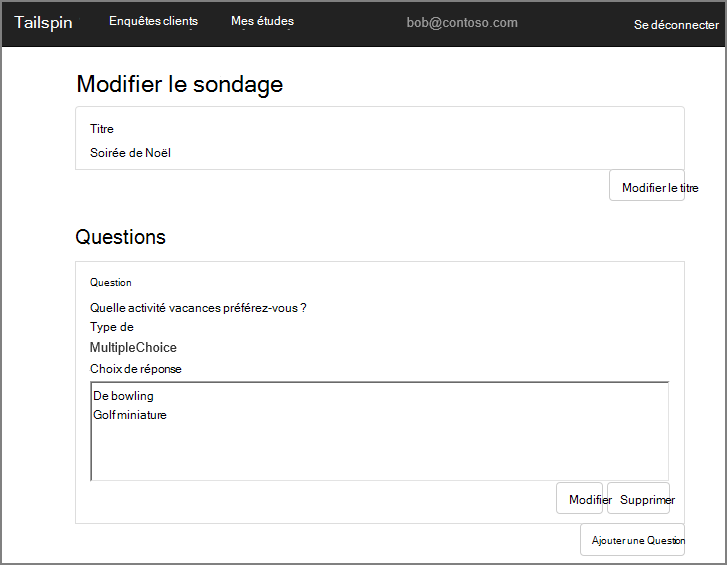 Tailspin Enquêtes clients Mes études bob@contoso.com Se déconnecter
Modifier le sondage
Titre
Soirée de Noël
Modifier le titre
Questions
Question
Quelle activité vacances préférez-vous ?
Type de
MultipleChoice
Choix de réponse
De bowling
Golf miniature
Modifier Supprimer
Ajouter une Question